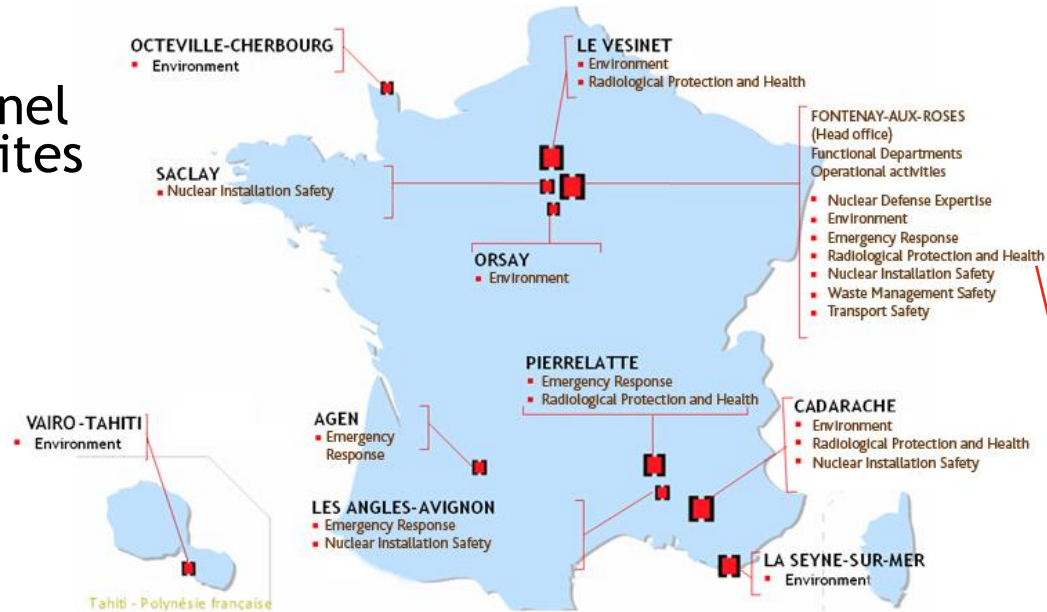 nel
ites
OCTEVILLE-CHERBOURG
Environment
LE VESINET
Environment
Radiological Protection and Health
FONTENAY-AUX-ROSES
(Head office)
Functional Departments
Operational activities
Nuclear Defense Expertise
Environment
Emergency Response
Radiological Protection and Health
Nuclear Installation Safety
Waste Management Safety
Transport Safety
SACLAY
Nuclear Installation Safety
ORSAY
Environment
PIERRELATTE
Emergency Response
Radiological Protection and Health
CADARACHE
Environment
Radiological Protection and Health
Nuclear Installation Safety
VAIRO-TAHITI
Environment
AGEN
Emergency
Response
LES ANGLES-AVIGNON
Emergency Response
Nuclear Installation Safety
LA SEYNE-SUR-MER
Environment
Tahiti - Polynésie française